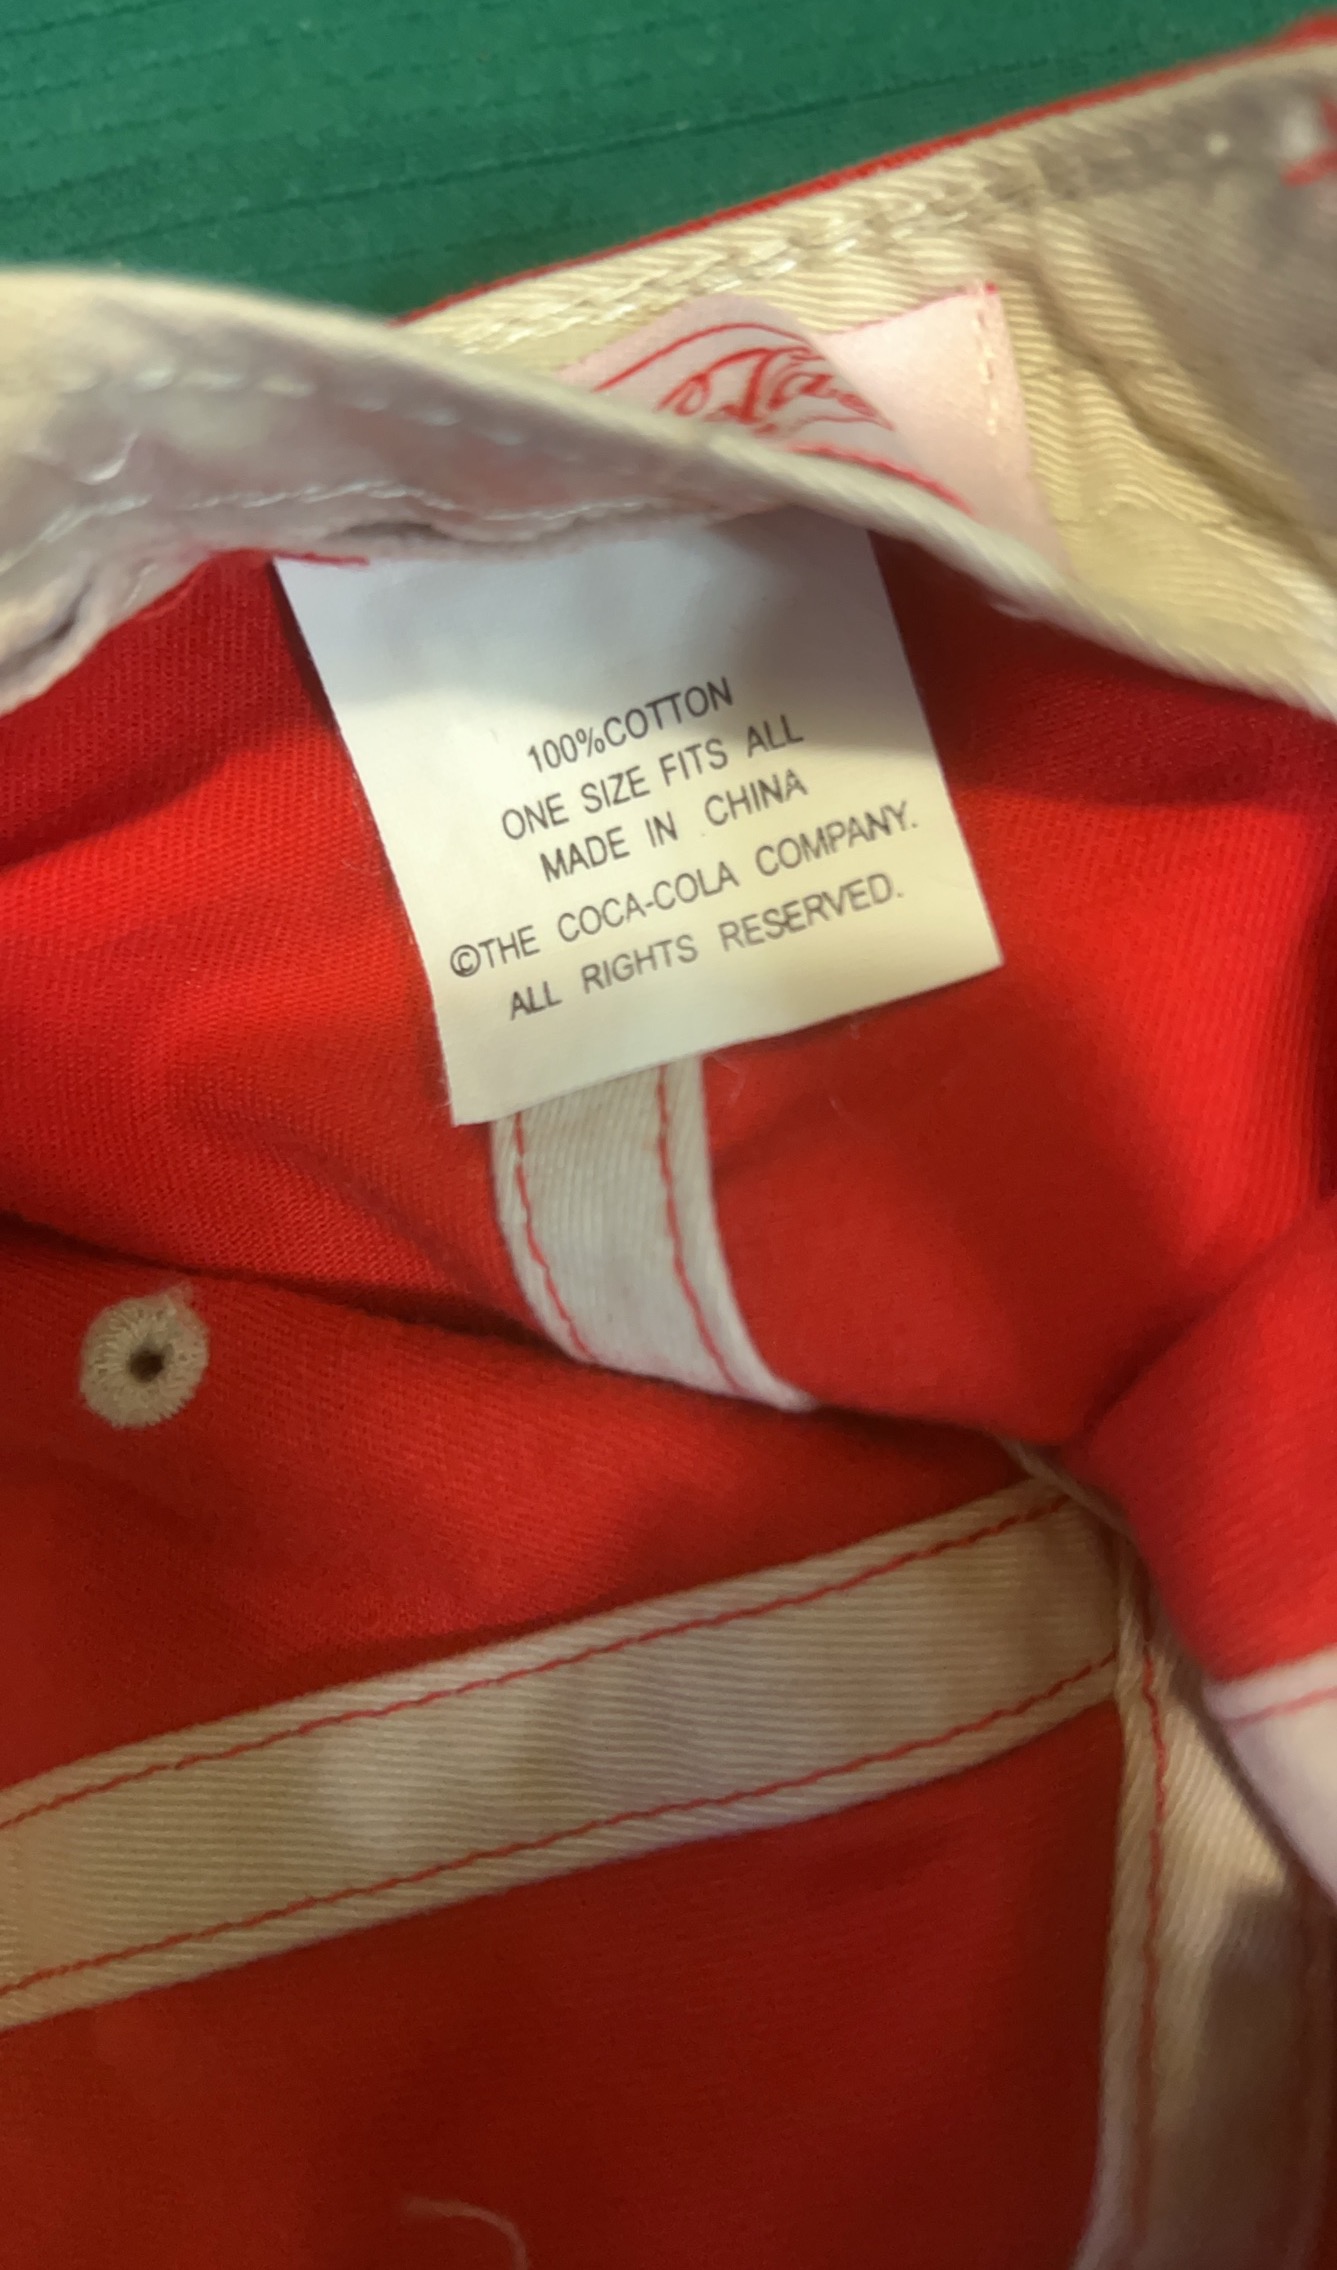 100%COTTON
ONE SIZE FITS ALL
MADE IN CHINA
©THE COCA-COLA COMPANY.
ALL RIGHTS RESERVED.